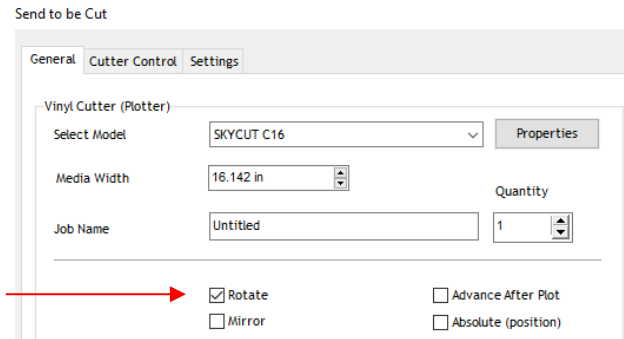 Send to be Cut
General Cutter Control Settings
Vinyl Cutter (Plotter)
Select Model SKYCUT C16 Properties
Media Width 16.142 in
Quantity
Job Name Untitled 1
Rotate Advance After Plot
Mirror Absolute (position)